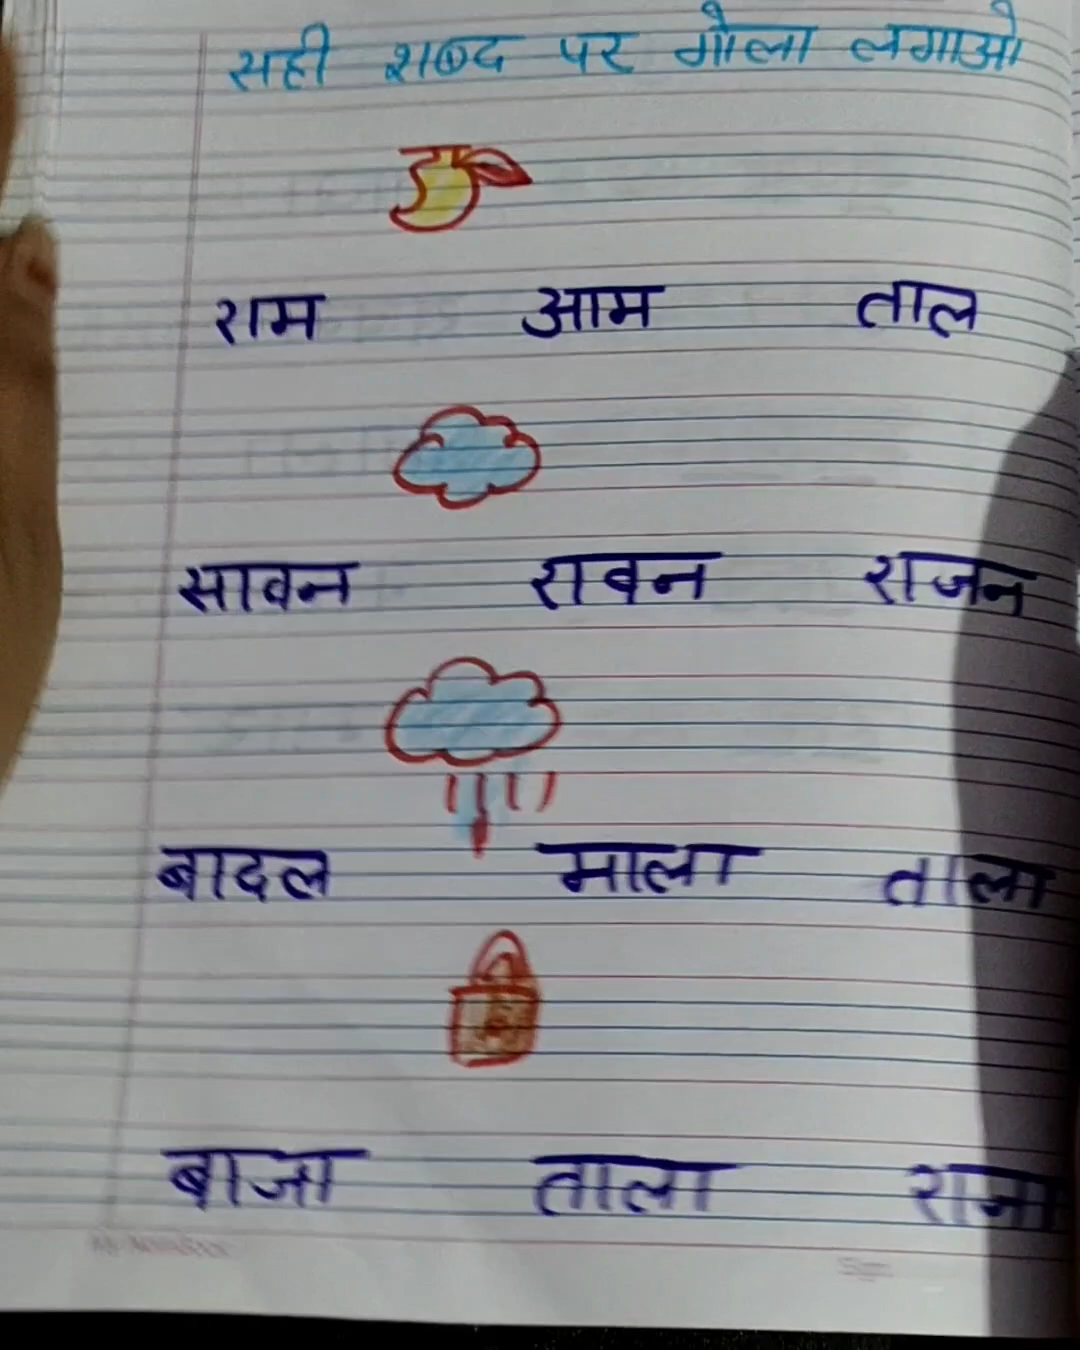 सही शब्द पर गोला लगाओ
राम आम ताल
सावन रावन राजन
बादल माला ताला
बाजा ताला राजा